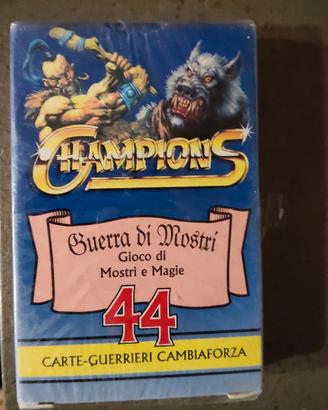 CHAMPIONS
Guerra di Mostri
Gioco di
Mostri e Magie
44
CARTE-GUERRIERI CAMBIAFORZA